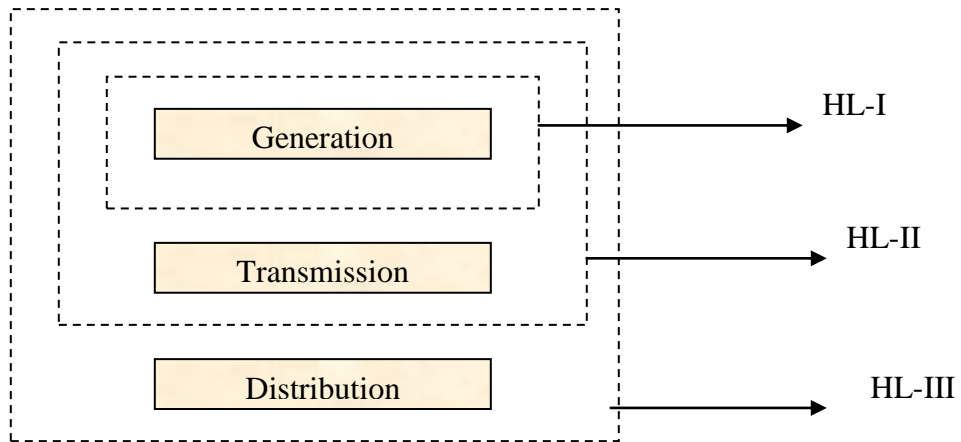 Generation
HL-I
Transmission
HL-II
Distribution
HL-III